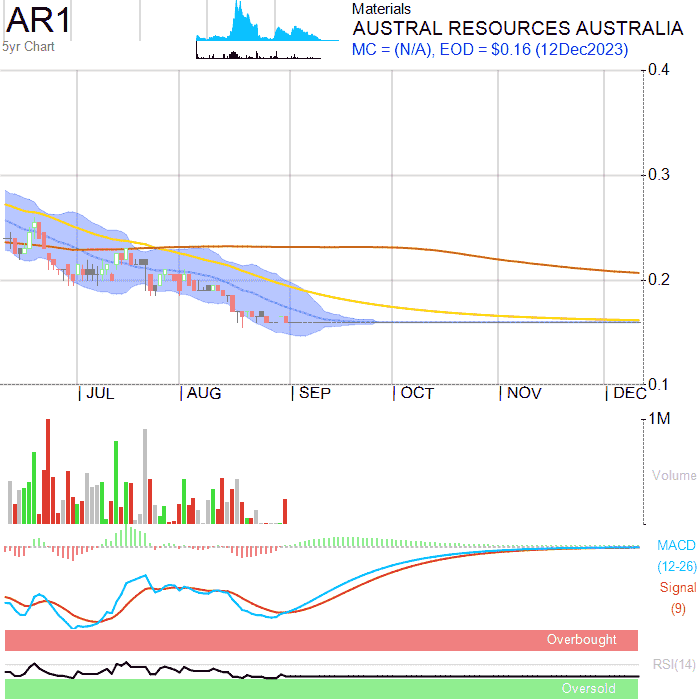 AR1
5yr Chart
Materials
AUSTRAL RESOURCES AUSTRALIA
MC = (N/A), EOD = $0.16 (12Dec2023)
0.4
0.3
0.2
0.1
JUL AUG SEP OCT NOV DEC
1M
Volume
MACD
(12-26)
Signal
(9)
Overbought
RSI(14)
Oversold